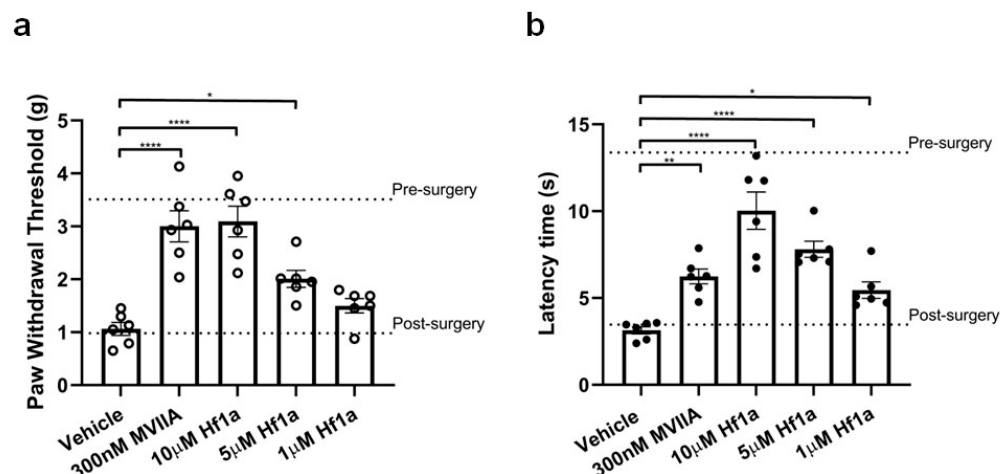 a
b
*
****
****
Paw Withdrawal Threshold (g)
5
4
3
2
1
0
Pre-surgery
Post-surgery
Vehicle
300nM MVIIA
10μM Hf1a
5μM Hf1a
1μM Hf1a
*
****
****
**
Latency time (s)
15
10
5
0
Pre-surgery
Post-surgery
Vehicle
300nM MVIIA
10μM Hf1a
5μM Hf1a
1μM Hf1a